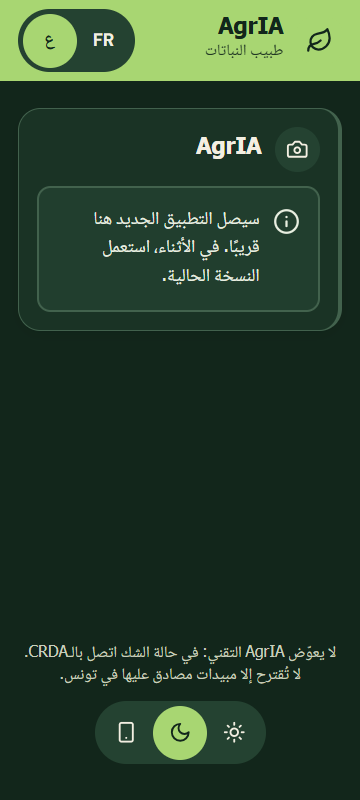 AgrIA
طبيب النباتات
FR
ع
AgrIA
سيصل التطبيق الجديد هنا
قريبًا. في الأثناء، استعمل
النسخة الحالية.
لا يعوّض AgrIA التقني: في حالة الشك اتصل بالـCRDA.
لا تُقترح إلا مبيدات مصادق عليها في تونس.